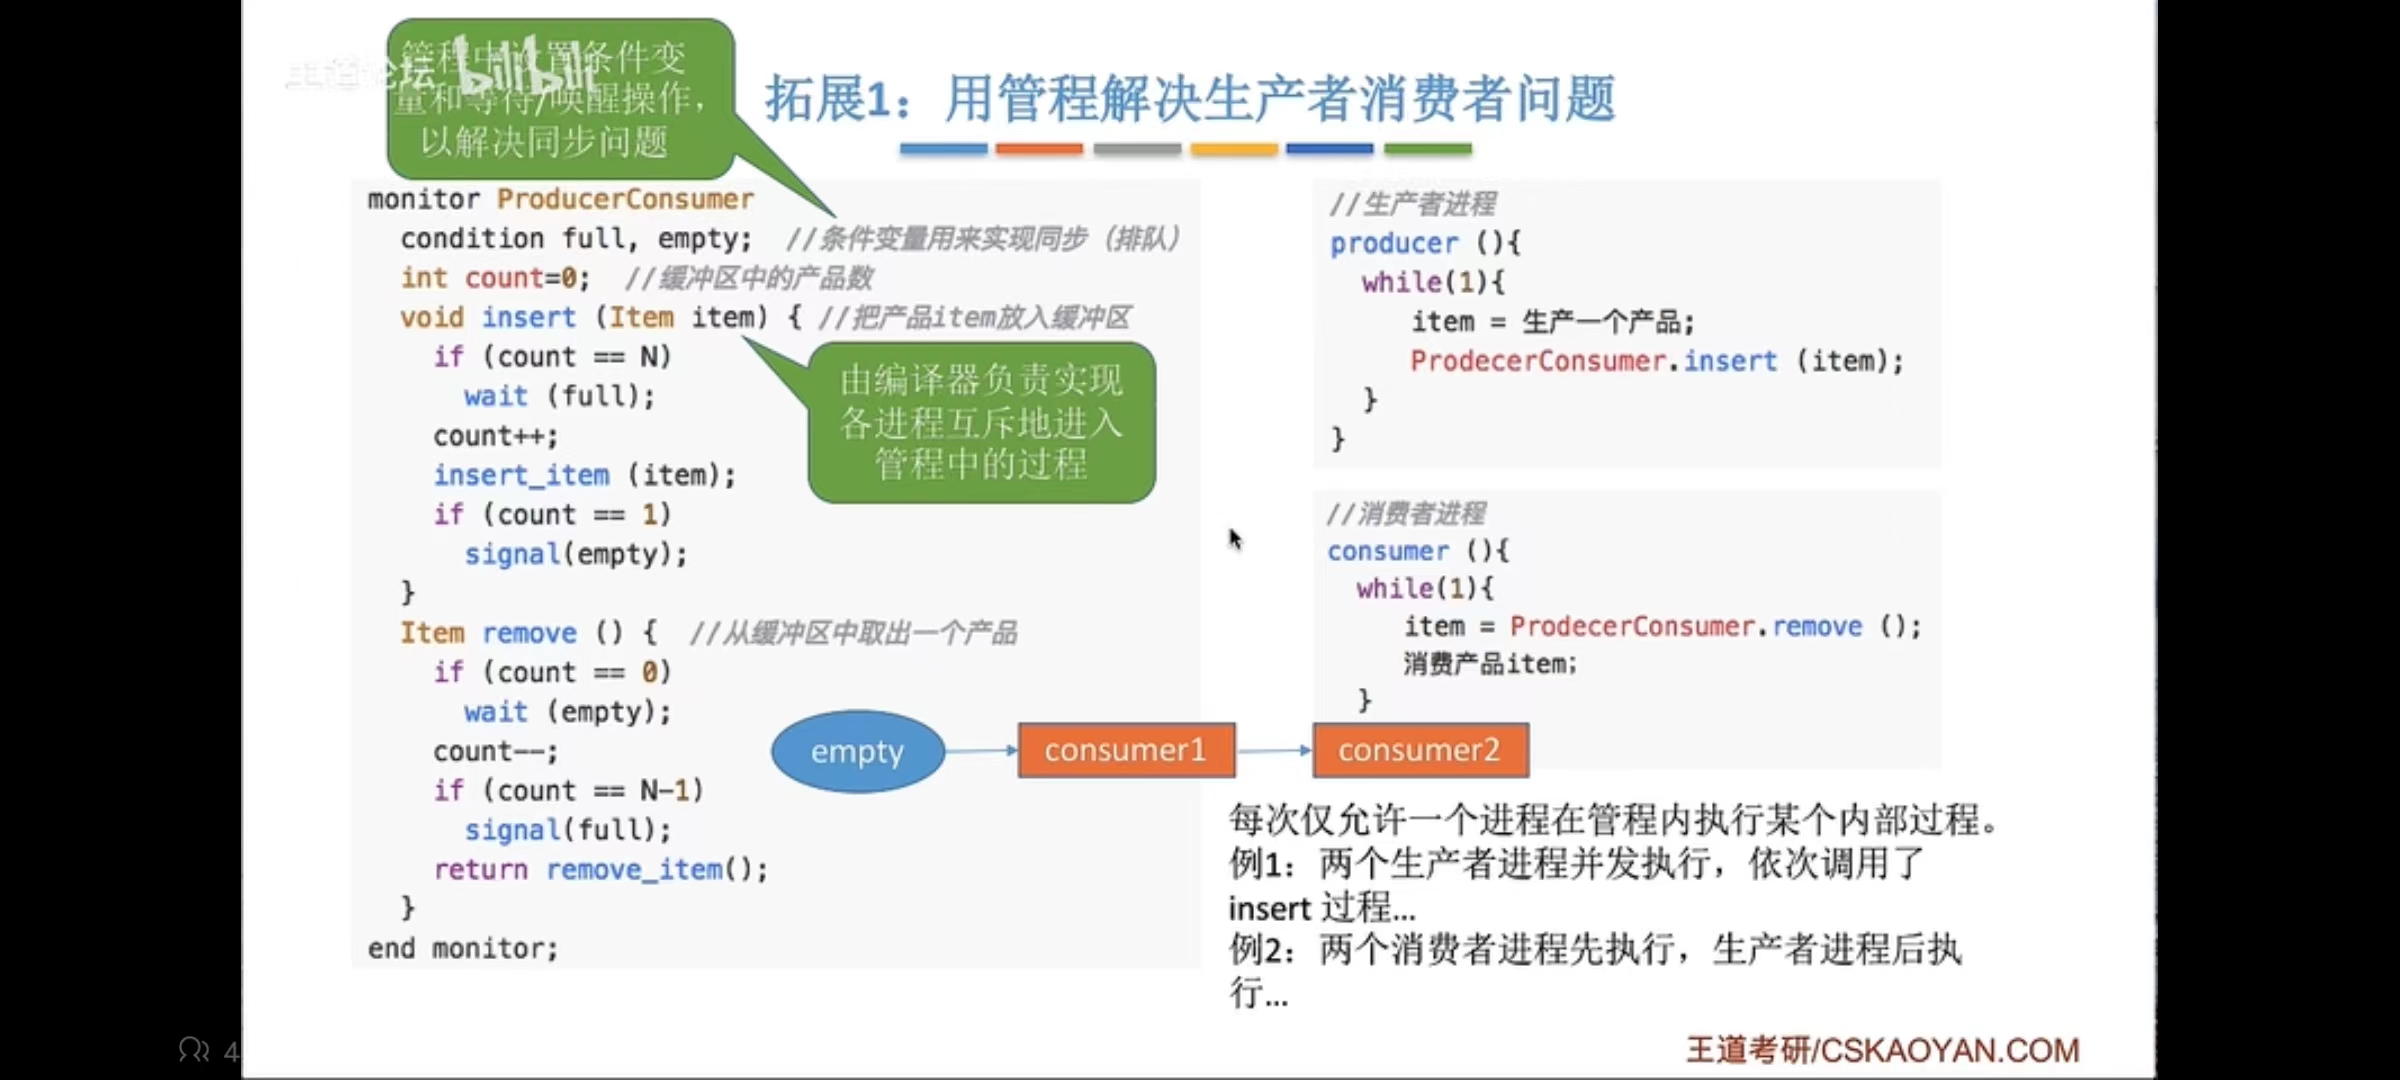 王道论坛 bilibili
管程中设置条件变
量和等待/唤醒操作，
以解决同步问题
拓展1：用管程解决生产者消费者问题
monitor ProducerConsumer
condition full, empty; //条件变量用来实现同步（排队）
int count=0; //缓冲区中的产品数
void insert (Item item) { //把产品item放入缓冲区
if (count == N)
wait (full);
count++;
insert_item (item);
if (count == 1)
signal(empty);
}
由编译器负责实现
各进程互斥地进入
管程中的过程
Item remove () { //从缓冲区中取出一个产品
if (count == 0)
wait (empty);
count--;
if (count == N-1)
signal(full);
return remove_item();
}
end monitor;
//生产者进程
producer (){
while(1){
item = 生产一个产品;
ProdecerConsumer.insert (item);
}
}
//消费者进程
consumer (){
while(1){
item = ProdecerConsumer.remove ();
消费产品item;
}
empty
consumer1
consumer2
每次仅允许一个进程在管程内执行某个内部过程。
例1：两个生产者进程并发执行，依次调用了
insert 过程…
例2：两个消费者进程先执行，生产者进程后执
行…
4
王道考研/CSKAOYAN.COM